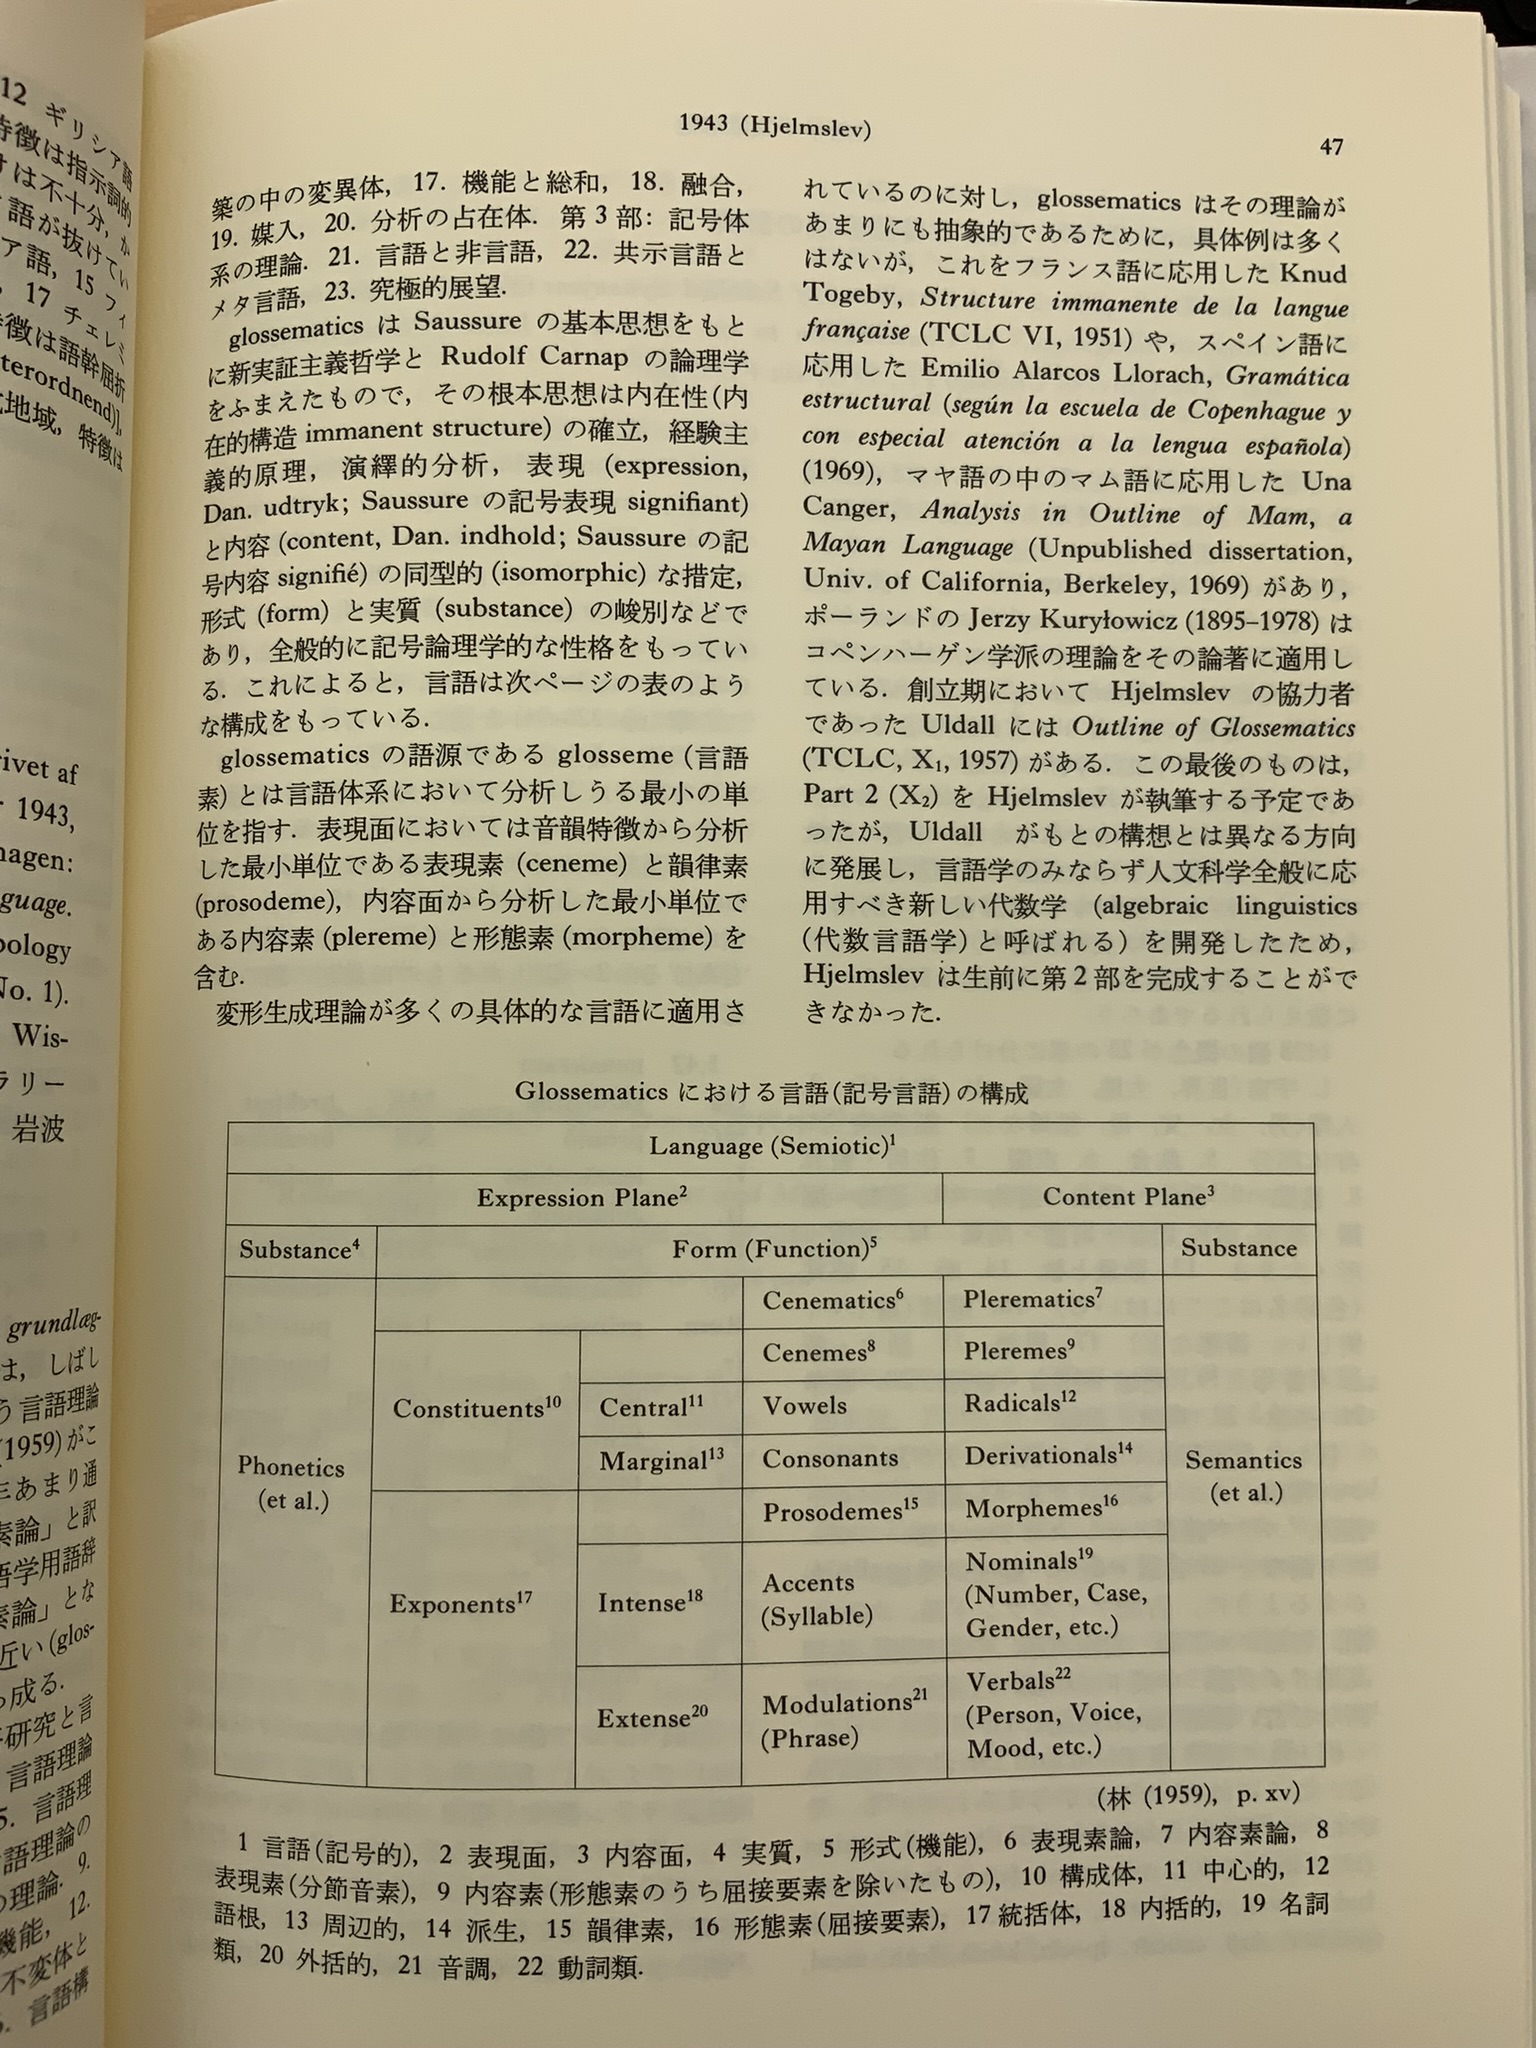 12 ギリシア語
特徴は指示詞的
けは不十分, か
語が抜けてい
ア語, 15 フィ
, 17 チェレミ
特徴は語幹屈折
terordnend)],
地域, 特徴は
rivet af
1943,
hagen:
guage.
pology
No. 1).
Wis-
ラリー
岩波
grundlæg-
は, しばし
う言語理論
(1959)がこ
あまり通
素論」と訳
語学用語辞
素論」とな
近い(glos-
成る.
研究と言
言語理論
5. 言語理
語理論の
の理論. 9.
機能, 12.
不変体と
. 言語構
1943 (Hjelmslev)
47
築の中の変異体, 17. 機能と総和, 18. 融合,
19. 媒入, 20. 分析の占在体. 第3部: 記号体
系の理論. 21. 言語と非言語, 22. 共示言語と
メタ言語, 23. 究極的展望.
glossematics は Saussure の基本思想をもと
に新実証主義哲学と Rudolf Carnap の論理学
をふまえたもので, その根本思想は内在性(内
在的構造 immanent structure) の確立, 経験主
義的原理, 演繹的分析, 表現 (expression,
Dan. udtryk; Saussure の記号表現 signifiant)
と内容 (content, Dan. indhold; Saussure の記
号内容 signifié) の同型的 (isomorphic) な措定,
形式 (form) と実質 (substance) の峻別などで
あり, 全般的に記号論理学的な性格をもってい
る. これによると, 言語は次ページの表のよう
な構成をもっている.
glossematics の語源である glosseme (言語
素) とは言語体系において分析しうる最小の単
位を指す. 表現面においては音韻特徴から分析
した最小単位である表現素 (ceneme) と韻律素
(prosodeme), 内容面から分析した最小単位で
ある内容素 (plereme) と形態素 (morpheme) を
含む.
変形生成理論が多くの具体的な言語に適用さ
れているのに対し, glossematics はその理論が
あまりにも抽象的であるために, 具体例は多く
はないが, これをフランス語に応用した Knud
Togeby, Structure immanente de la langue
française (TCLC VI, 1951) や, スペイン語に
応用した Emilio Alarcos Llorach, Gramática
estructural (según la escuela de Copenhague y
con especial atención a la lengua española)
(1969), マヤ語の中のマム語に応用した Una
Canger, Analysis in Outline of Mam, a
Mayan Language (Unpublished dissertation,
Univ. of California, Berkeley, 1969) があり,
ポーランドの Jerzy Kuryłowicz (1895–1978) は
コペンハーゲン学派の理論をその論著に適用し
ている. 創立期において Hjelmslev の協力者
であった Uldall には Outline of Glossematics
(TCLC, X₁, 1957) がある. この最後のものは,
Part 2 (X₂) を Hjelmslev が執筆する予定であ
ったが, Uldall がもとの構想とは異なる方向
に発展し, 言語学のみならず人文科学全般に応
用すべき新しい代数学 (algebraic linguistics
(代数言語学) と呼ばれる) を開発したため,
Hjelmslev は生前に第2部を完成することがで
きなかった.
Glossematics における言語(記号言語)の構成
Language (Semiotic)¹
Expression Plane² Content Plane³
Substance⁴ Form (Function)⁵ Substance
Cenematics⁶ Plerematics⁷
Cenemes⁸ Pleremes⁹
Constituents¹⁰ Central¹¹ Vowels Radicals¹²
Marginal¹³ Consonants Derivationals¹⁴
Phonetics
(et al.)
Semantics
(et al.)
Prosodemes¹⁵ Morphemes¹⁶
Exponents¹⁷ Intense¹⁸ Accents
(Syllable)
Nominals¹⁹
(Number, Case,
Gender, etc.)
Extense²⁰ Modulations²¹
(Phrase)
Verbals²²
(Person, Voice,
Mood, etc.)
(林 (1959), p. xv)
1 言語(記号的), 2 表現面, 3 内容面, 4 実質, 5 形式(機能), 6 表現素論, 7 内容素論, 8
表現素(分節音素), 9 内容素(形態素のうち屈接要素を除いたもの), 10 構成体, 11 中心的, 12
語根, 13 周辺的, 14 派生, 15 韻律素, 16 形態素(屈接要素), 17 統括体, 18 内括的, 19 名詞
類, 20 外括的, 21 音調, 22 動詞類.